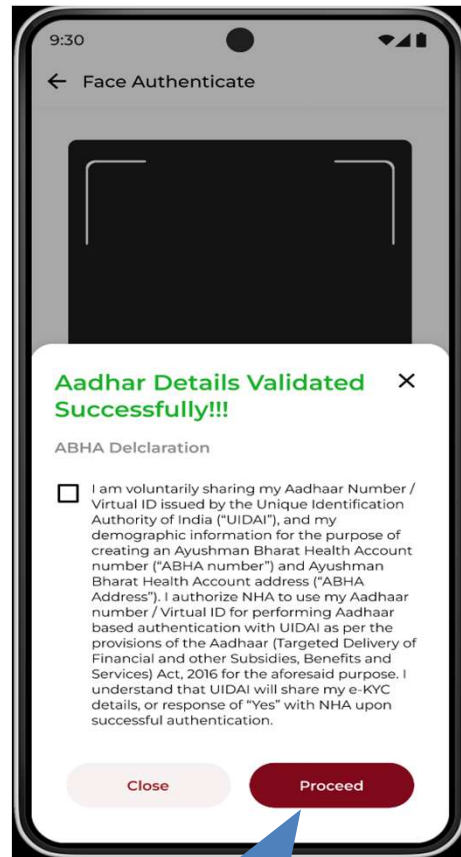 9:30
Face Authenticate
Aadhar Details Validated
Successfully!!!
ABHA Delclaration
I am voluntarily sharing my Aadhaar Number /
Virtual ID issued by the Unique Identification
Authority of India (“UIDAI”), and my
demographic information for the purpose of
creating an Ayushman Bharat Health Account
number (“ABHA number”) and Ayushman
Bharat Health Account address (“ABHA
Address”). I authorize NHA to use my Aadhaar
number / Virtual ID for performing Aadhaar
based authentication with UIDAI as per the
provisions of the Aadhaar (Targeted Delivery of
Financial and other Subsidies, Benefits and
Services) Act, 2016 for the aforesaid purpose. I
understand that UIDAI will share my e-KYC
details, or response of “Yes” with NHA upon
successful authentication.
Close Proceed